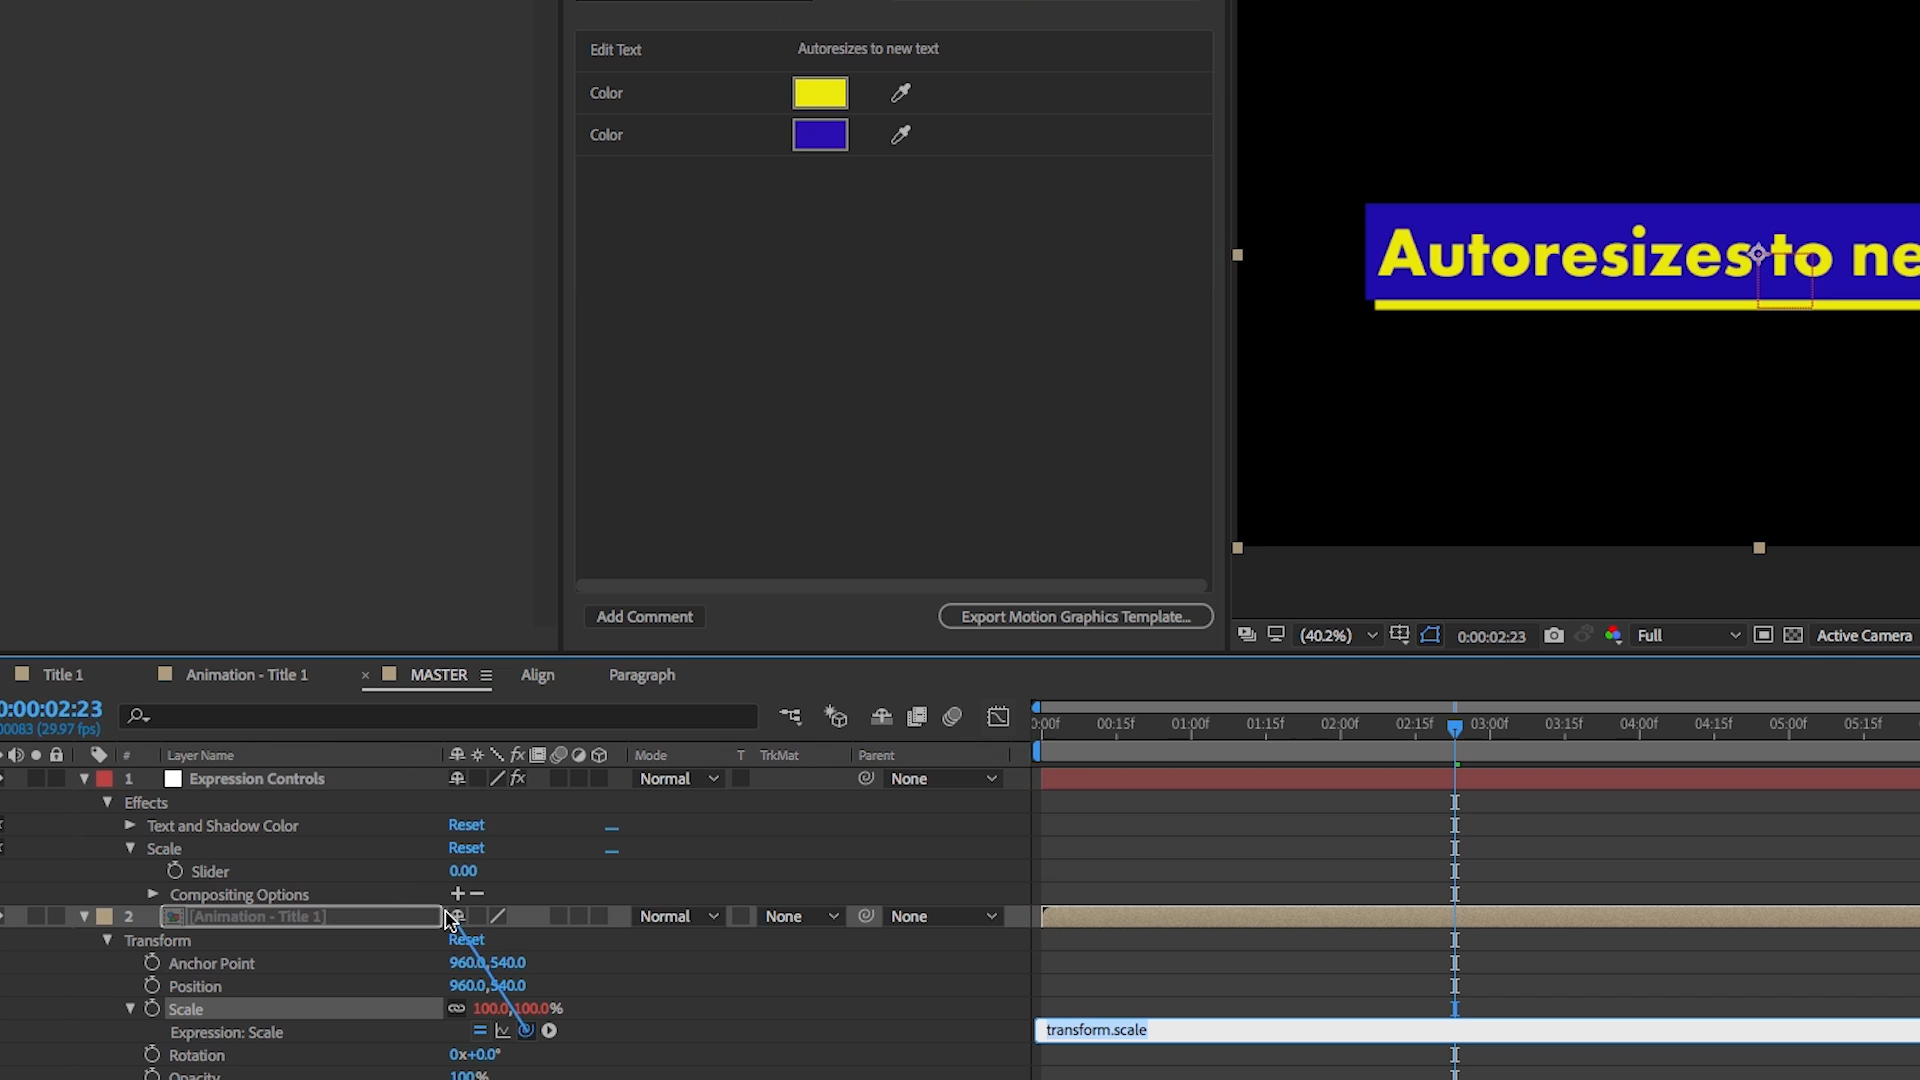 Edit Text Autoresizes to new text
Color
Color
Autoresizes to ne
Add Comment Export Motion Graphics Template...
(40.2%) 0:00:02:23 Full Active Camera
Title 1 Animation - Title 1 × MASTER Align Paragraph
0:00:02:23
00083 (29.97 fps)
0:00f 00:15f 01:00f 01:15f 02:00f 02:15f 03:00f 03:15f 04:00f 04:15f 05:00f 05:15f
# Layer Name fx Mode T TrkMat Parent
1 Expression Controls fx Normal None
Effects
Text and Shadow Color Reset
Scale Reset
Slider 0.00
Compositing Options + −
2 [Animation - Title 1] Normal None None
Transform Reset
Anchor Point 960.0,540.0
Position 960.0,540.0
Scale 100.0,100.0%
Expression: Scale transform.scale
Rotation 0x+0.0°
Opacity 100%